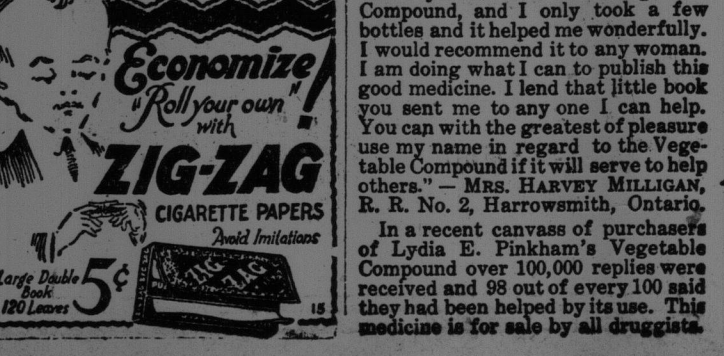 Economize!
"Roll your own"
with
ZIG-ZAG
CIGARETTE PAPERS
Avoid Imitations
ZIG
ZAG
Large Double
Book
120 Leaves
5¢
15
Compound, and I only took a few
bottles and it helped me wonderfully.
I would recommend it to any woman.
I am doing what I can to publish this
good medicine. I lend that little book
you sent me to any one I can help.
You can with the greatest of pleasure
use my name in regard to the Vege-
table Compound if it will serve to help
others." — MRS. HARVEY MILLIGAN,
R. R. No. 2, Harrowsmith, Ontario.
In a recent canvass of purchasers
of Lydia E. Pinkham's Vegetable
Compound over 100,000 replies were
received and 98 out of every 100 said
they had been helped by its use. This
medicine is for sale by all druggists.